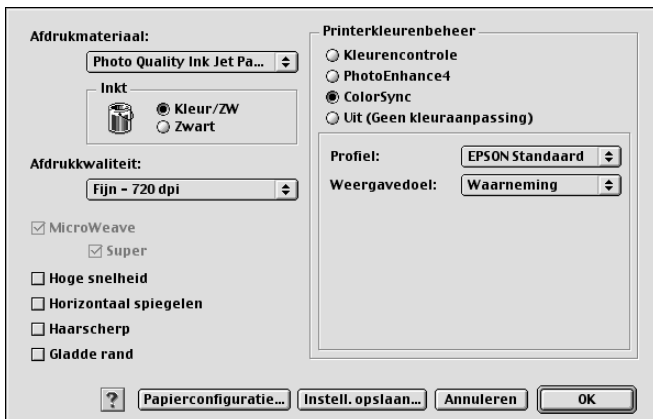 Afdrukmateriaal:
Photo Quality Ink Jet Pa...
Inkt
Kleur/ZW
Zwart
Afdrukkwaliteit:
Fijn - 720 dpi
MicroWeave
Super
Hoge snelheid
Horizontaal spiegelen
Haarscherp
Gladde rand
Printerkleurenbeheer
Kleurencontrole
PhotoEnhance4
ColorSync
Uit (Geen kleuraanpassing)
Profiel: EPSON Standaard
Weergavedoel: Waarneming
? Papierconfiguratie... Instell. opslaan... Annuleren OK